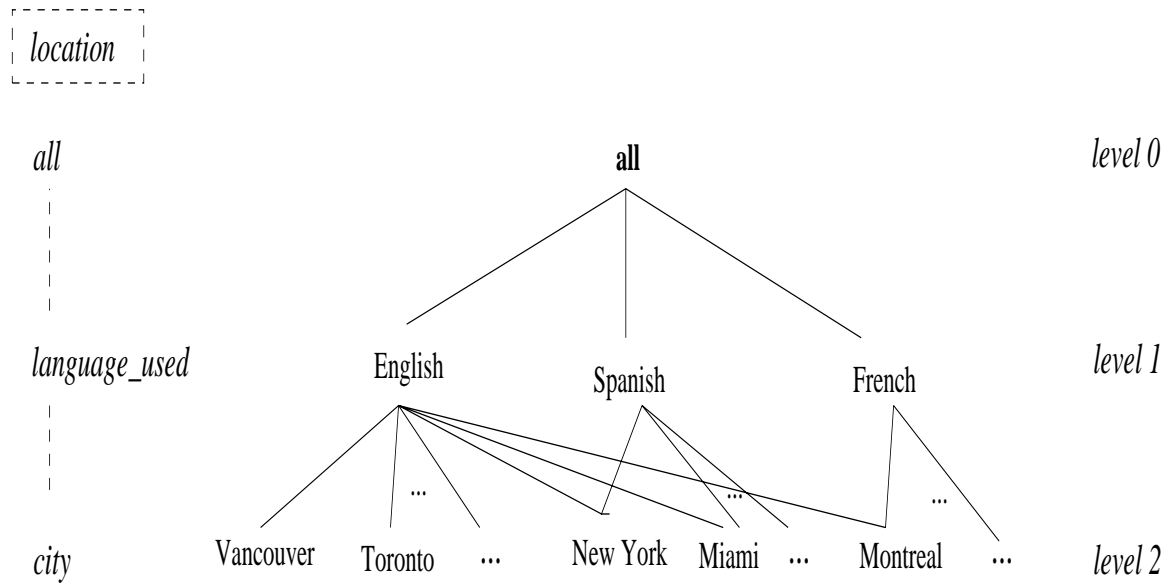 location
all all level 0
language_used English Spanish French level 1
... ... ...
city Vancouver Toronto ... New York Miami ... Montreal ... level 2